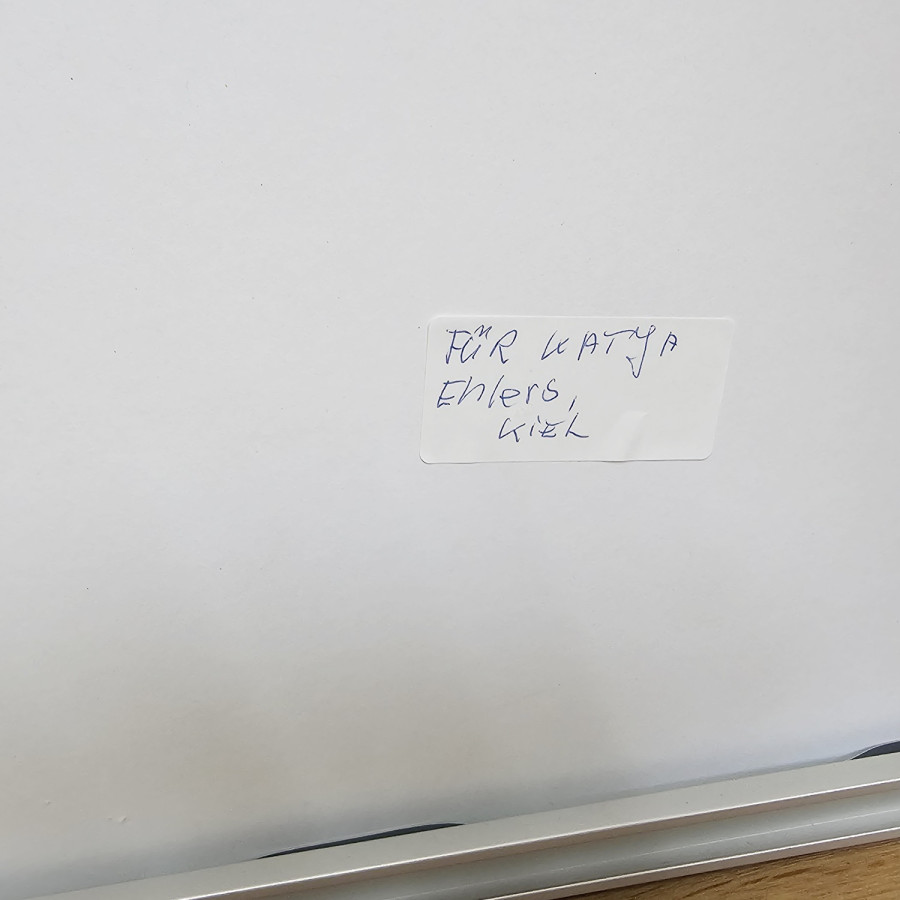 FÜR KATJA
Ehlers,
KIEL